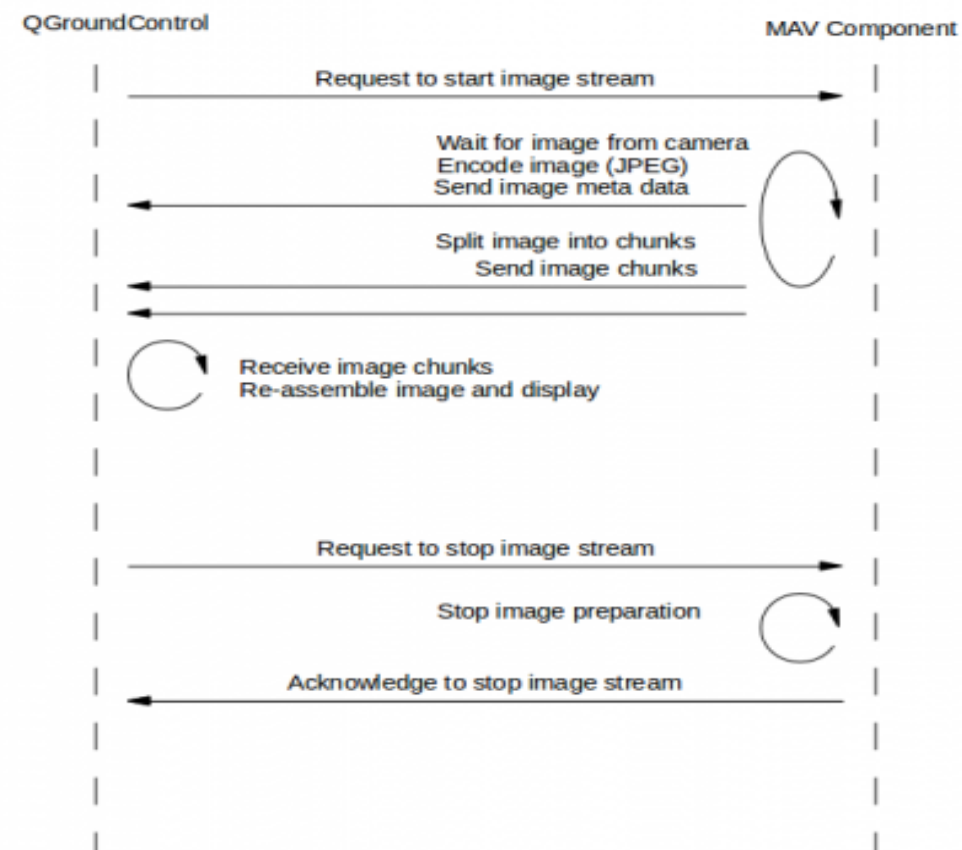 QGroundControl
MAV Component
Request to start image stream
Wait for image from camera
Encode image (JPEG)
Send image meta data
Split image into chunks
Send image chunks
Receive image chunks
Re-assemble image and display
Request to stop image stream
Stop image preparation
Acknowledge to stop image stream